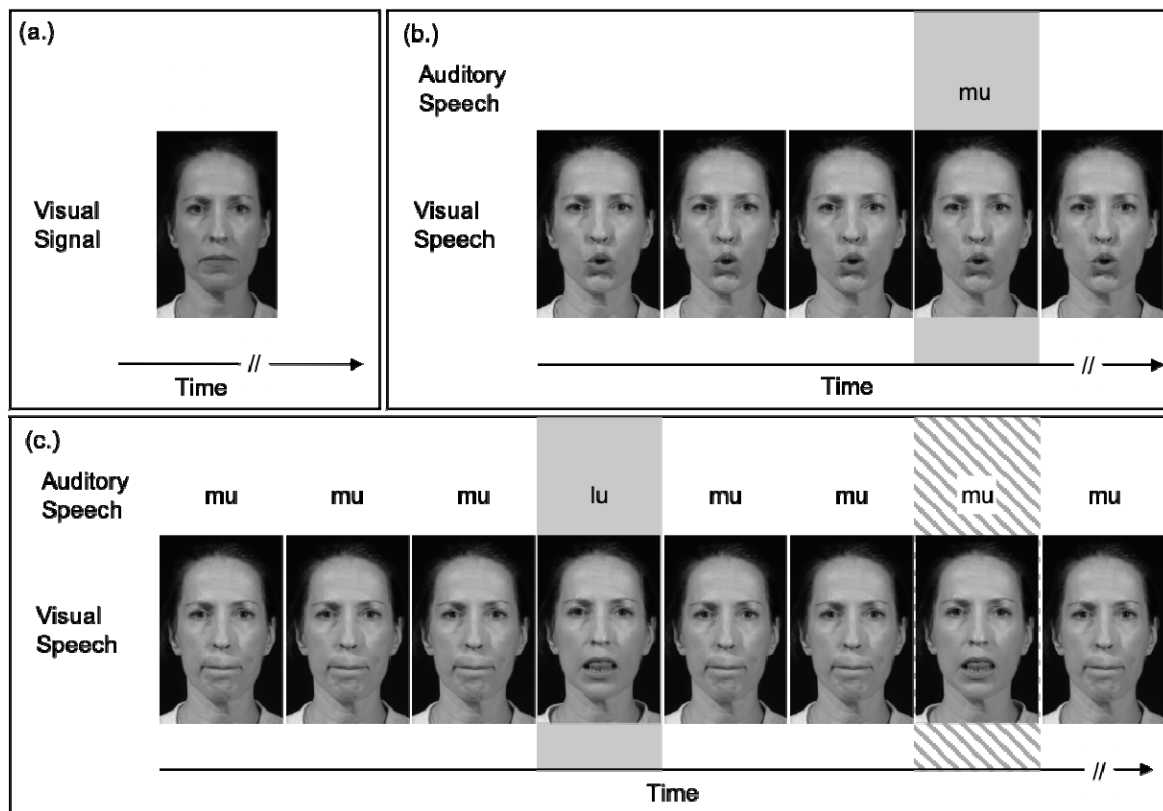 (a.)
Visual
Signal
//
Time
(b.)
Auditory
Speech
mu
Visual
Speech
//
Time
(c.)
Auditory
Speech
mu mu mu lu mu mu mu mu
Visual
Speech
//
Time